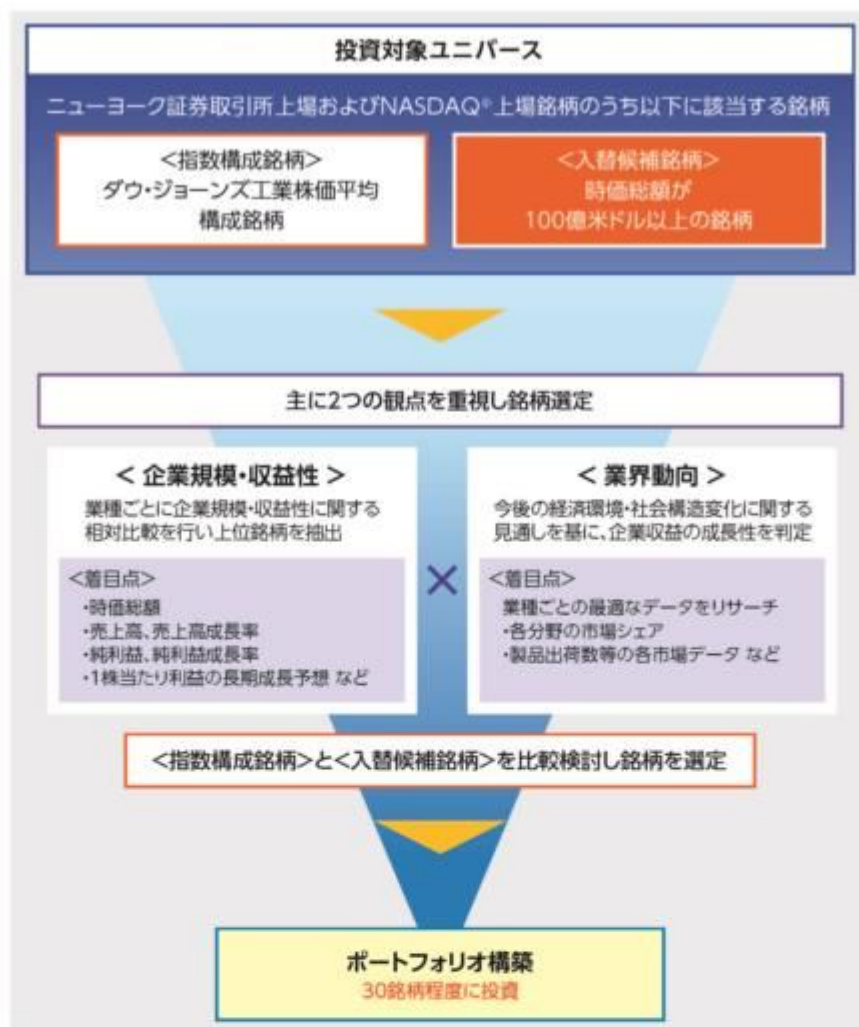 投資対象ユニバース
ニューヨーク証券取引所上場およびNASDAQ®上場銘柄のうち以下に該当する銘柄
<指数構成銘柄>
ダウ・ジョーンズ工業株価平均
構成銘柄
<入替候補銘柄>
時価総額が
100億米ドル以上の銘柄
主に2つの観点を重視し銘柄選定
< 企業規模・収益性 >
業種ごとに企業規模・収益性に関する
相対比較を行い上位銘柄を抽出
<着目点>
・時価総額
・売上高、売上高成長率
・純利益、純利益成長率
・1株当たり利益の長期成長予想 など
×
< 業界動向 >
今後の経済環境・社会構造変化に関する
見通しを基に、企業収益の成長性を判定
<着目点>
業種ごとの最適なデータをリサーチ
・各分野の市場シェア
・製品出荷数等の各市場データ など
<指数構成銘柄>と<入替候補銘柄>を比較検討し銘柄を選定
ポートフォリオ構築
30銘柄程度に投資